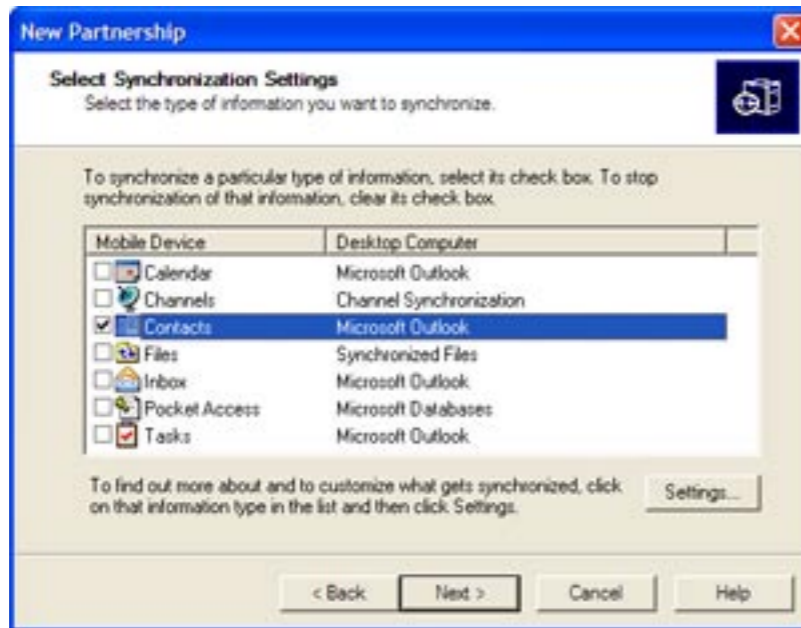 New Partnership
Select Synchronization Settings
Select the type of information you want to synchronize.
To synchronize a particular type of information, select its check box. To stop
synchronization of that information, clear its check box.
Mobile Device Desktop Computer
Calendar Microsoft Outlook
Channels Channel Synchronization
Contacts Microsoft Outlook
Files Synchronized Files
Inbox Microsoft Outlook
Pocket Access Microsoft Databases
Tasks Microsoft Outlook
To find out more about and to customize what gets synchronized, click
on that information type in the list and then click Settings.
Settings...
< Back Next > Cancel Help